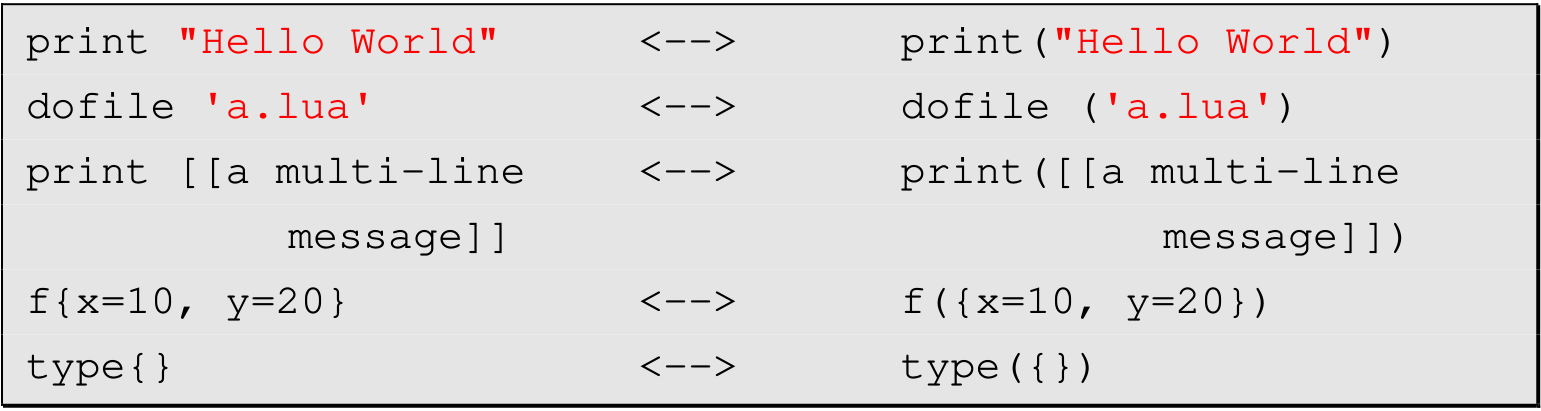 print "Hello World"     <-->     print("Hello World")
dofile 'a.lua'     <-->     dofile ('a.lua')
print [[a multi-line     <-->     print([[a multi-line
message]]     message]])
f{x=10, y=20}     <-->     f({x=10, y=20})
type{}     <-->     type({})